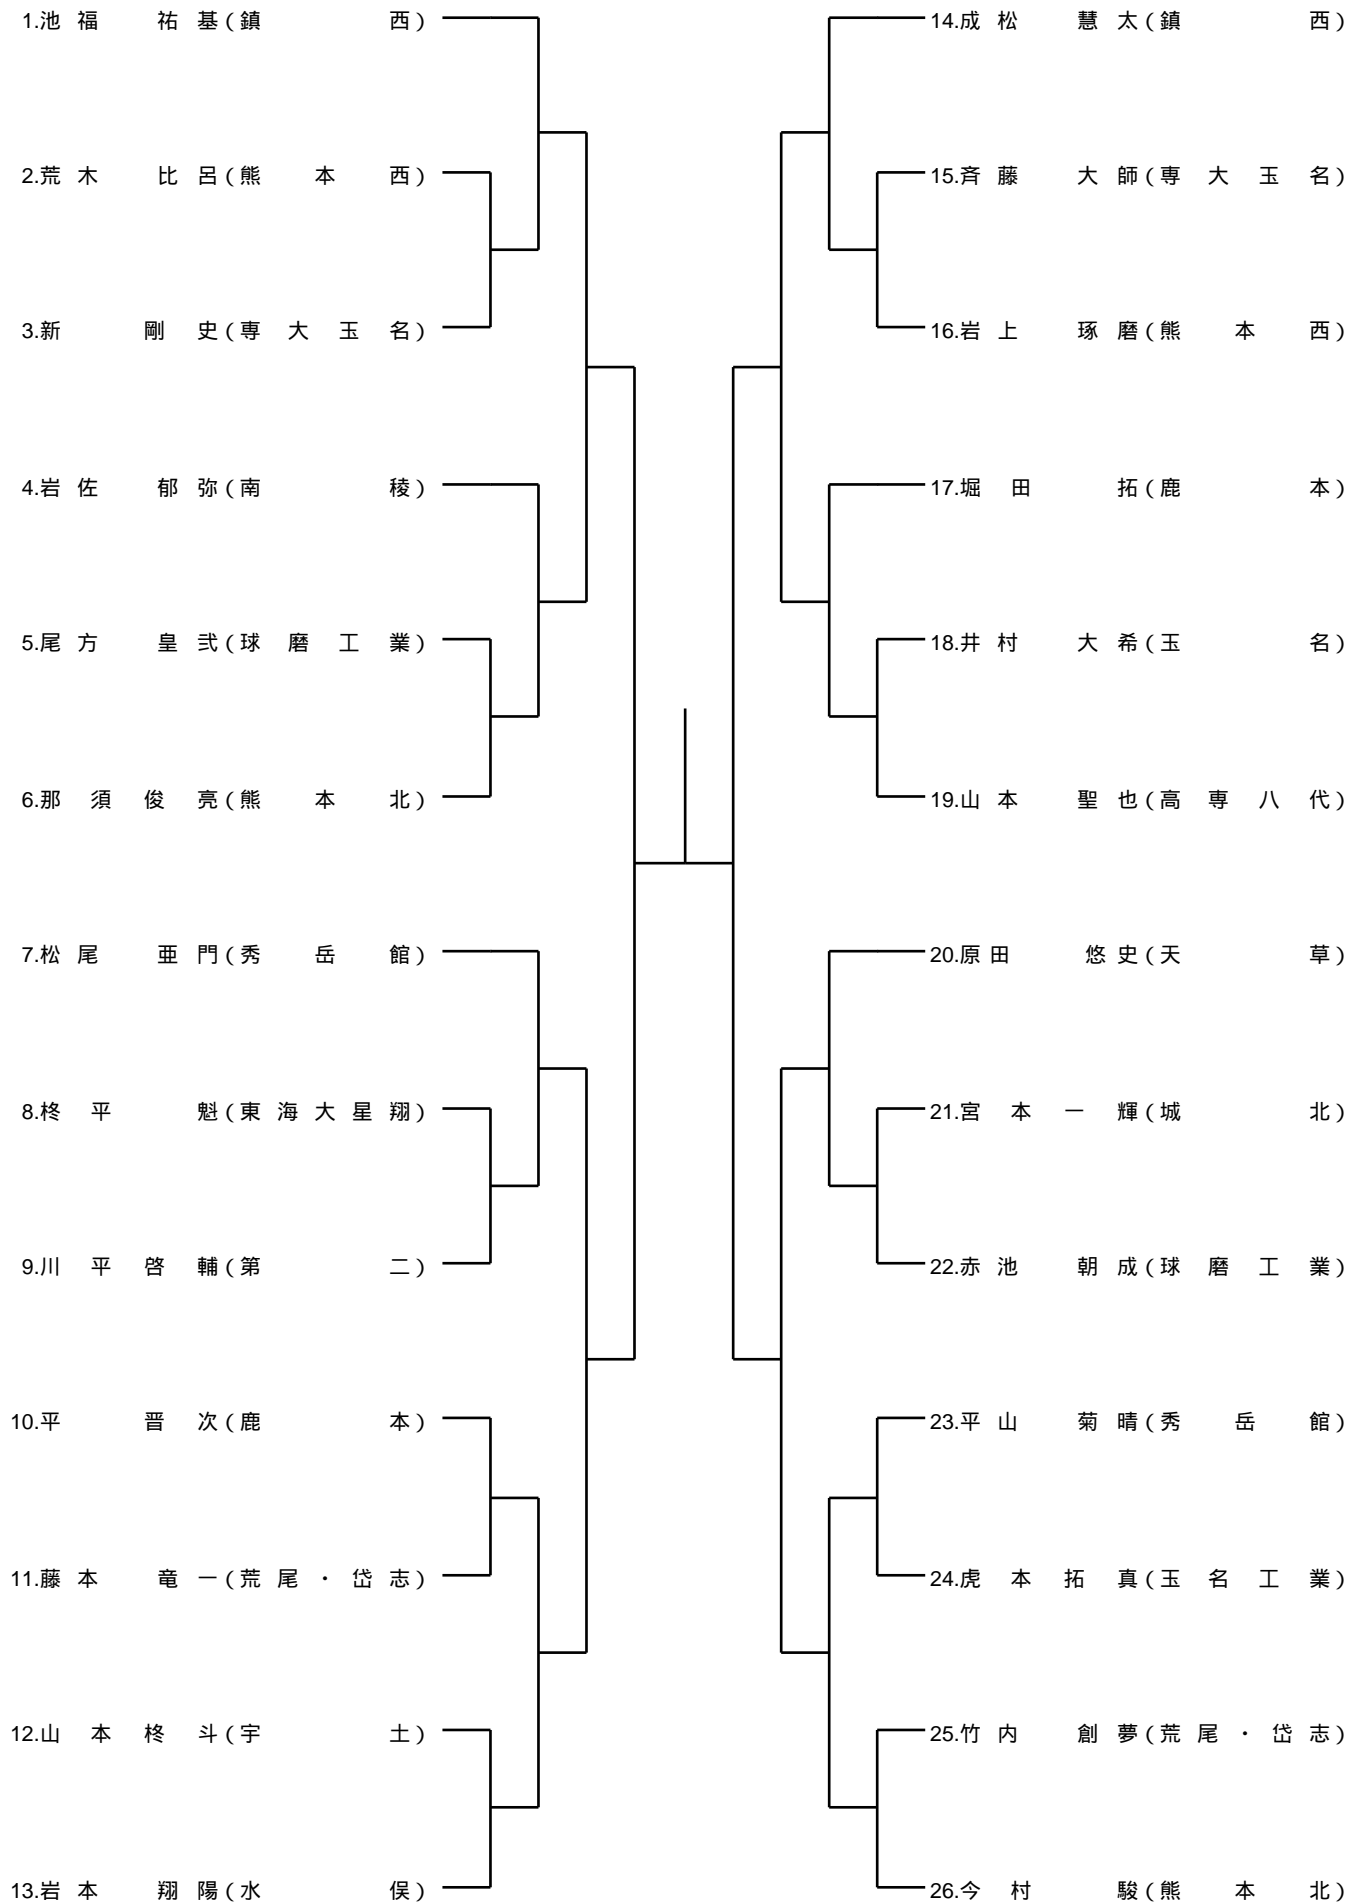 1.池福 祐基(鎮西)
2.荒木 比呂(熊本西)
3.新 剛史(専大玉名)
4.岩佐 郁弥(南稜)
5.尾方 皇弐(球磨工業)
6.那須俊亮(熊本北)
7.松尾 亜門(秀岳館)
8.柊平 魁(東海大星翔)
9.川平啓輔(第二)
10.平 晋次(鹿本)
11.藤本 竜一(荒尾・岱志)
12.山本柊斗(宇土)
13.岩本 翔陽(水俣)
14.成松 慧太(鎮西)
15.斉藤 大師(専大玉名)
16.岩上 琢磨(熊本西)
17.堀田 拓(鹿本)
18.井村 大希(玉名)
19.山本 聖也(高専八代)
20.原田 悠史(天草)
21.宮本一輝(城北)
22.赤池 朝成(球磨工業)
23.平山 菊晴(秀岳館)
24.虎本拓真(玉名工業)
25.竹内 創夢(荒尾・岱志)
26.今村 駿(熊本北)